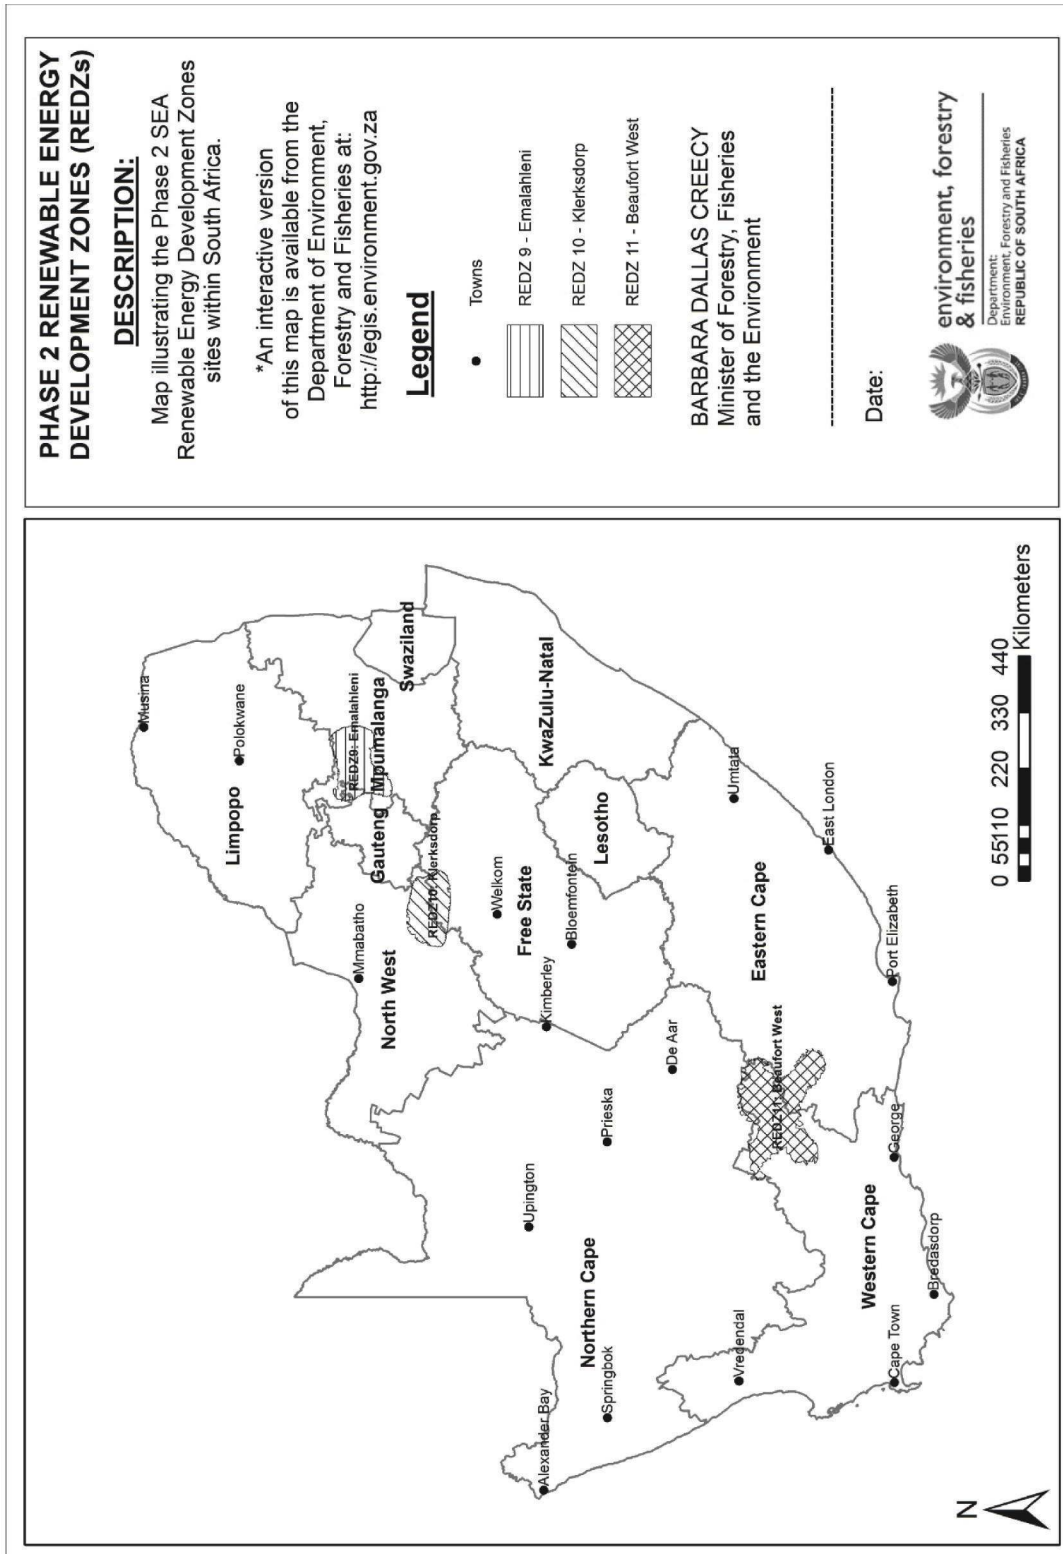 PHASE 2 RENEWABLE ENERGY
DEVELOPMENT ZONES (REDZs)
DESCRIPTION:
Map illustrating the Phase 2 SEA
Renewable Energy Development Zones
sites within South Africa.
*An interactive version
of this map is available from the
Department of Environment,
Forestry and Fisheries at:
http://egis.environment.gov.za
Legend
Towns
REDZ 9 - Emalahleni
REDZ 10 - Klerksdorp
REDZ 11 - Beaufort West
BARBARA DALLAS CREECY
Minister of Forestry, Fisheries
and the Environment
Date:
environment, forestry
& fisheries
Department:
Environment, Forestry and Fisheries
REPUBLIC OF SOUTH AFRICA
Musina
Polokwane
Limpopo
REDZ9: Emalahleni
Mpumalanga
Gauteng
Swaziland
Mmabatho
North West
REDZ10: Klerksdorp
Welkom
Free State
KwaZulu-Natal
Bloemfontein
Lesotho
Kimberley
Upington
Alexander Bay
Springbok
Northern Cape
Prieska
De Aar
Umtata
Eastern Cape
REDZ11: Beaufort West
Vredendal
East London
Western Cape
Cape Town
George
Port Elizabeth
Bredasdorp
N
0 55 110 220 330 440
Kilometers